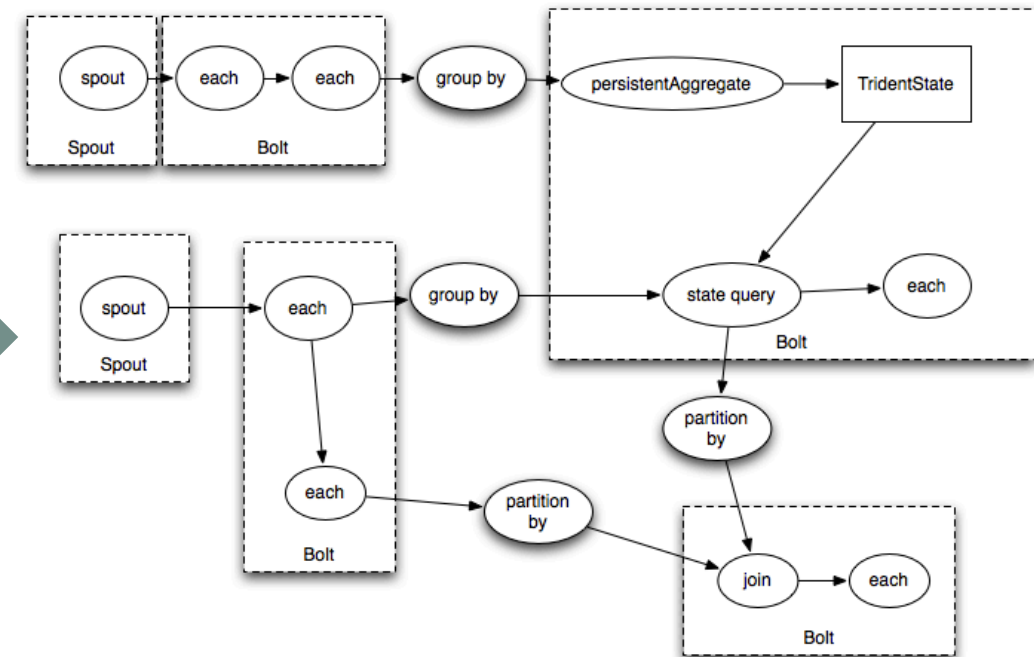 spout
each
each
group by
persistentAggregate
TridentState
Spout
Bolt
spout
each
group by
state query
each
Spout
Bolt
partition
by
each
partition
by
Bolt
join
each
Bolt